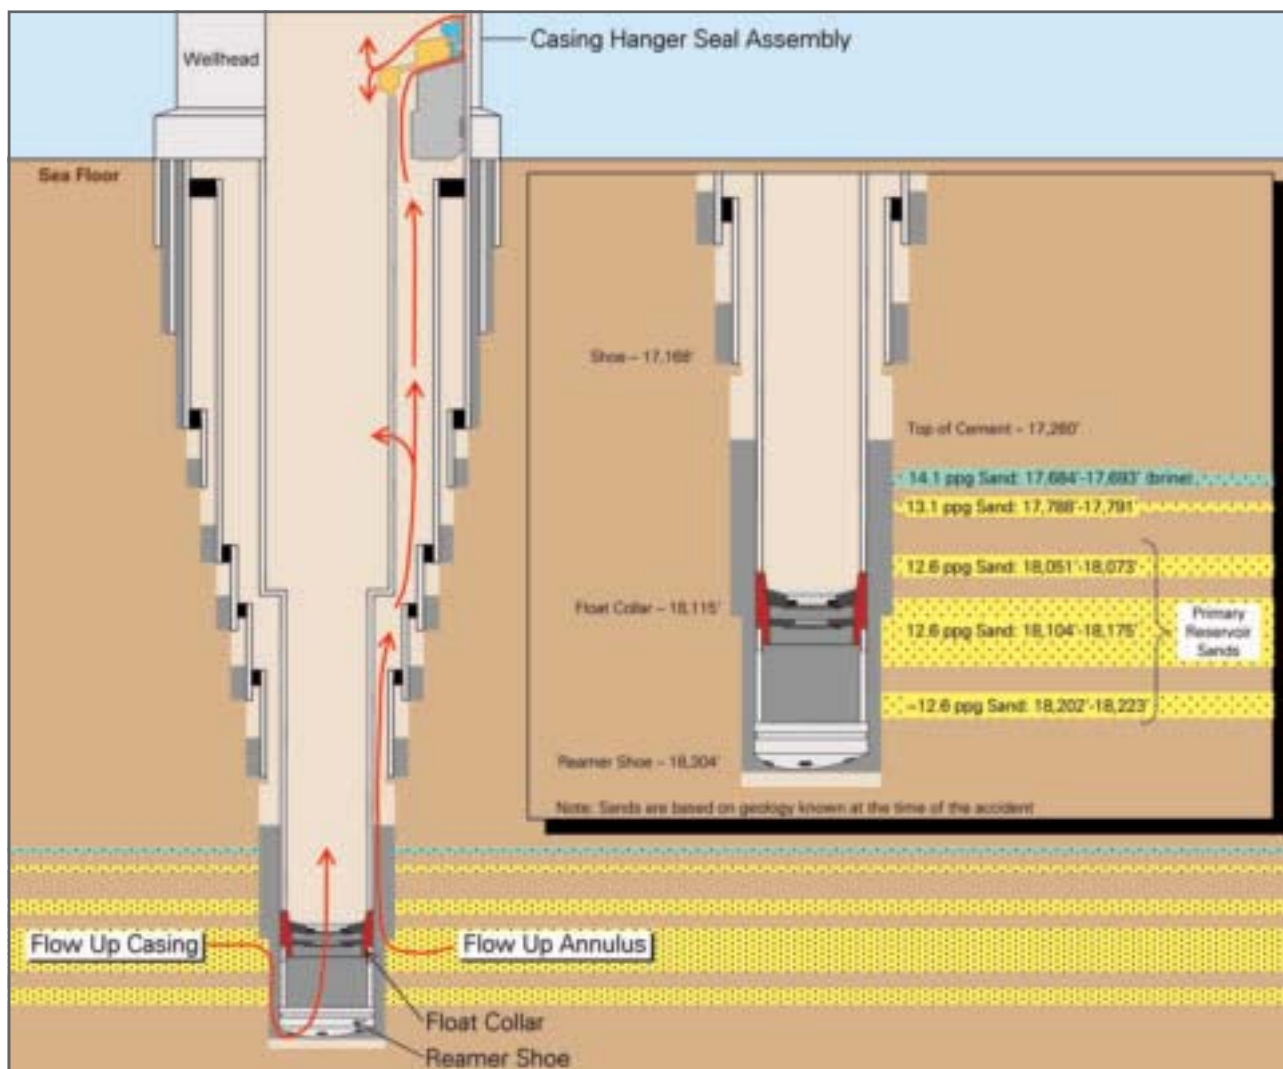 Casing Hanger Seal Assembly
Wellhead
Sea Floor
Shoe – 17,168'
Top of Cement – 17,260'
14.1 ppg Sand: 17,684'-17,693' (brine)
13.1 ppg Sand: 17,788'-17,791'
12.6 ppg Sand: 18,051'-18,073'
Float Collar – 18,115'
12.6 ppg Sand: 18,104'-18,175'
Primary
Reservoir
Sands
~12.6 ppg Sand: 18,202'-18,223'
Reamer Shoe – 18,304'
Note: Sands are based on geology known at the time of the accident
Flow Up Casing
Flow Up Annulus
Float Collar
Reamer Shoe